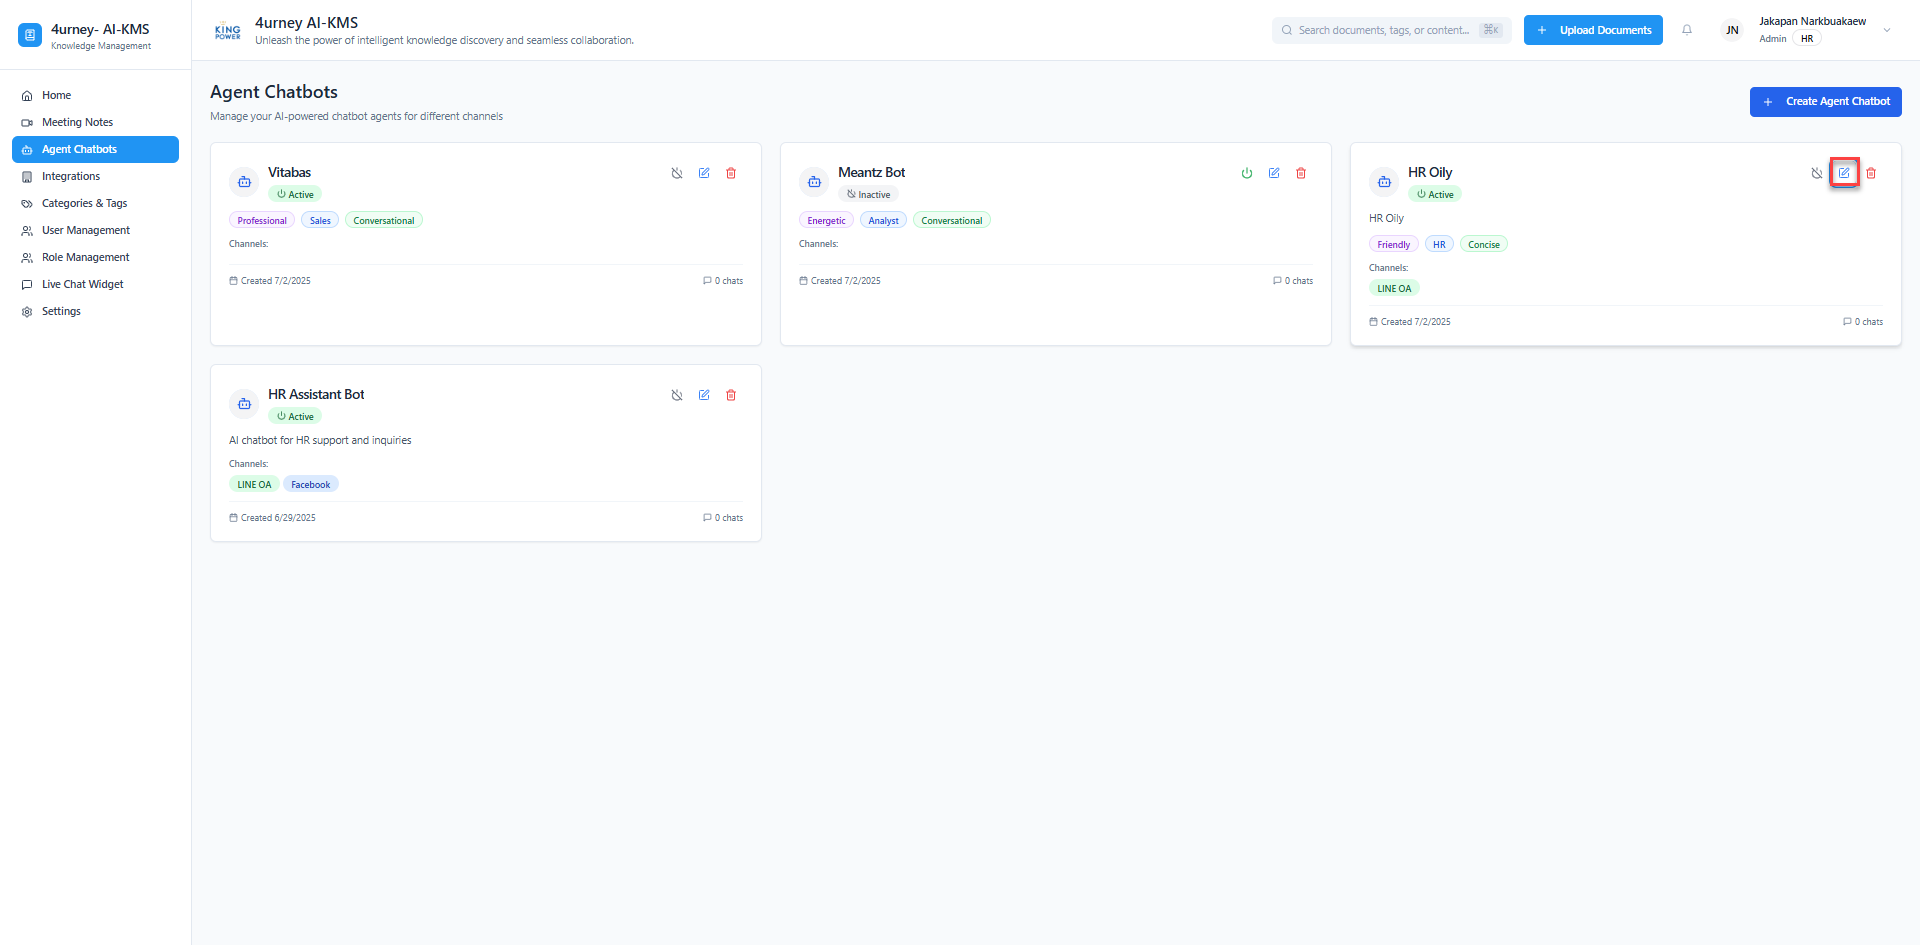 4urney- AI-KMS
Knowledge Management
Home
Meeting Notes
Agent Chatbots
Integrations
Categories & Tags
User Management
Role Management
Live Chat Widget
Settings
KING
POWER
4urney AI-KMS
Unleash the power of intelligent knowledge discovery and seamless collaboration.
Search documents, tags, or content... ⌘K
+ Upload Documents
JN
Jakapan Narkbuakaew
Admin HR
Agent Chatbots
Manage your AI-powered chatbot agents for different channels
+ Create Agent Chatbot
Vitabas
Active
Professional Sales Conversational
Channels:
Created 7/2/2025 0 chats
Meantz Bot
Inactive
Energetic Analyst Conversational
Channels:
Created 7/2/2025 0 chats
HR Oily
Active
HR Oily
Friendly HR Concise
Channels:
LINE OA
Created 7/2/2025 0 chats
HR Assistant Bot
Active
AI chatbot for HR support and inquiries
Channels:
LINE OA Facebook
Created 6/29/2025 0 chats